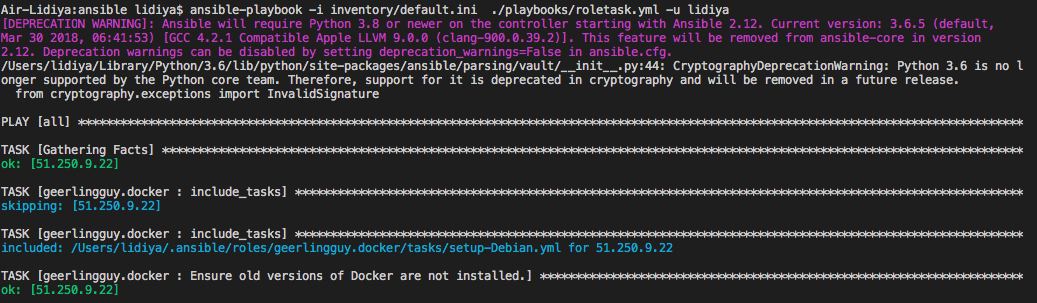 Air-Lidiya:ansible lidiya$ ansible-playbook -i inventory/default.ini  ./playbooks/roletask.yml -u lidiya
[DEPRECATION WARNING]: Ansible will require Python 3.8 or newer on the controller starting with Ansible 2.12. Current version: 3.6.5 (default,
Mar 30 2018, 06:41:53) [GCC 4.2.1 Compatible Apple LLVM 9.0.0 (clang-900.0.39.2)]. This feature will be removed from ansible-core in version
2.12. Deprecation warnings can be disabled by setting deprecation_warnings=False in ansible.cfg.
/Users/lidiya/Library/Python/3.6/lib/python/site-packages/ansible/parsing/vault/__init__.py:44: CryptographyDeprecationWarning: Python 3.6 is no l
onger supported by the Python core team. Therefore, support for it is deprecated in cryptography and will be removed in a future release.
  from cryptography.exceptions import InvalidSignature
PLAY [all] ***************************************************************************************************************************************
TASK [Gathering Facts] ***************************************************************************************************************************
ok: [51.250.9.22]
TASK [geerlingguy.docker : include_tasks] ********************************************************************************************************
skipping: [51.250.9.22]
TASK [geerlingguy.docker : include_tasks] ********************************************************************************************************
included: /Users/lidiya/.ansible/roles/geerlingguy.docker/tasks/setup-Debian.yml for 51.250.9.22
TASK [geerlingguy.docker : Ensure old versions of Docker are not installed.] *********************************************************************
ok: [51.250.9.22]